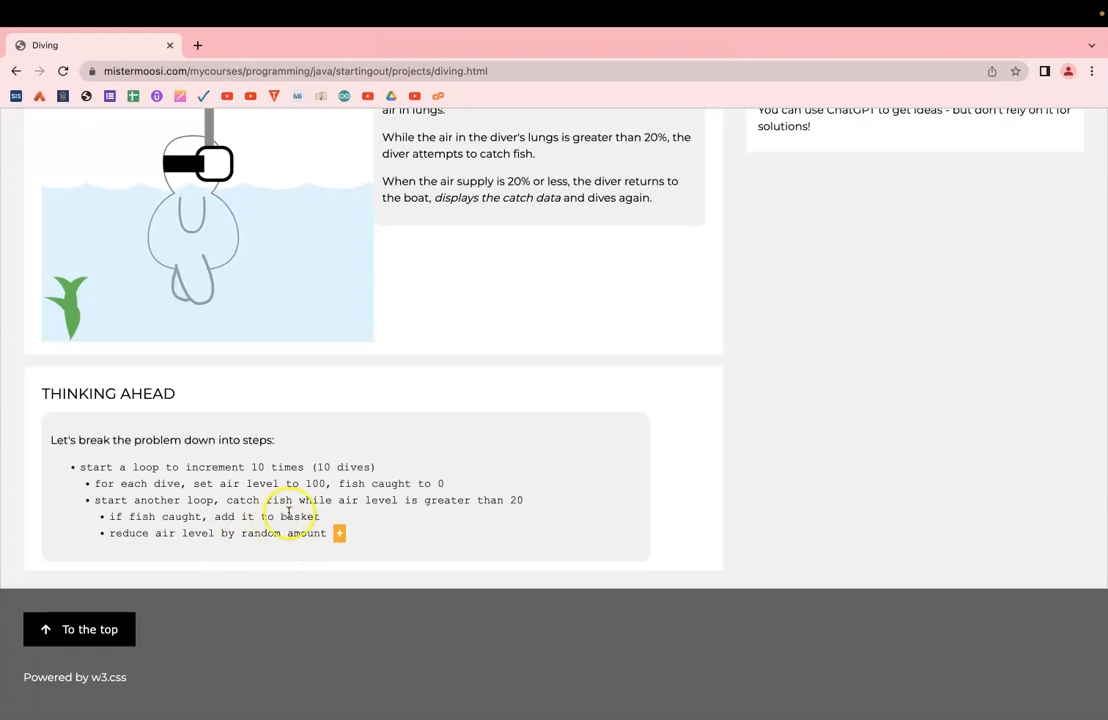 Diving
mistermoosi.com/mycourses/programming/java/startingout/projects/diving.html
SIS
Mi
air in lungs.
While the air in the diver's lungs is greater than 20%, the
diver attempts to catch fish.
When the air supply is 20% or less, the diver returns to
the boat, displays the catch data and dives again.
You can use ChatGPT to get ideas - but don't rely on it for
solutions!
THINKING AHEAD
Let's break the problem down into steps:
• start a loop to increment 10 times (10 dives)
• for each dive, set air level to 100, fish caught to 0
• start another loop, catch fish while air level is greater than 20
• if fish caught, add it to basket
• reduce air level by random amount +
To the top
Powered by w3.css